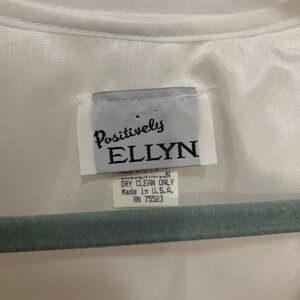 Positively
ELLYN
DRY CLEAN ONLY
Made in U.S.A.
RN 75523